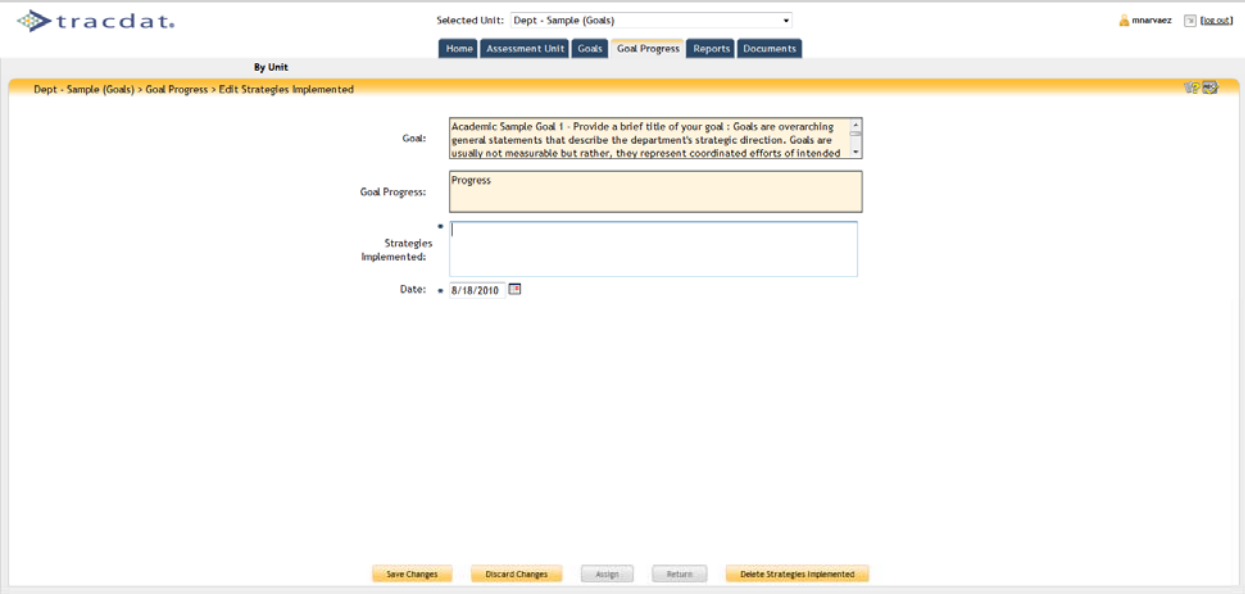 tracdat.
Selected Unit: Dept - Sample (Goals)
mnarvaez [log out]
Home Assessment Unit Goals Goal Progress Reports Documents
By Unit
Dept - Sample (Goals) > Goal Progress > Edit Strategies Implemented
Goal:
Academic Sample Goal 1 - Provide a brief title of your goal : Goals are overarching
general statements that describe the department's strategic direction. Goals are
usually not measurable but rather, they represent coordinated efforts of intended
Goal Progress:
Progress
Strategies
Implemented:
Date: 8/18/2010
Save Changes Discard Changes Assign Return Delete Strategies Implemented